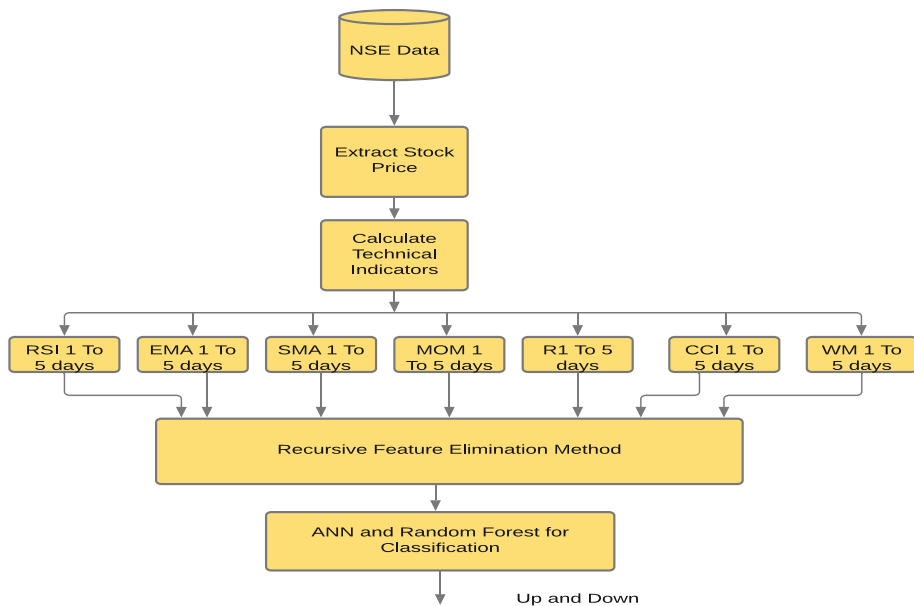 NSE Data
Extract Stock
Price
Calculate
Technical
Indicators
RSI 1 To
5 days
EMA 1 To
5 days
SMA 1 To
5 days
MOM 1
To 5 days
R1 To 5
days
CCI 1 To
5 days
WM 1 To
5 days
Recursive Feature Elimination Method
ANN and Random Forest for
Classification
Up and Down